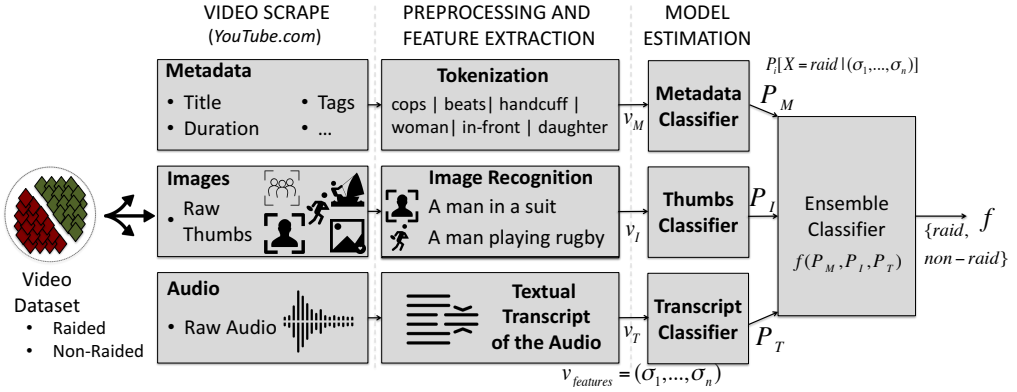 VIDEO SCRAPE
(YouTube.com)
PREPROCESSING AND
FEATURE EXTRACTION
MODEL
ESTIMATION
Metadata
• Title
• Duration
• Tags
• ...
Tokenization
cops | beats| handcuff |
woman| in-front | daughter
v_M
Metadata
Classifier
P_i[X = raid | (σ_1,...,σ_n)]
P_M
Images
• Raw
Thumbs
Image Recognition
A man in a suit
A man playing rugby
v_I
Thumbs
Classifier
P_I
Ensemble
Classifier
f(P_M, P_I, P_T)
{raid,
non – raid}
f
Video
Dataset
• Raided
• Non-Raided
Audio
• Raw Audio
Textual
Transcript
of the Audio
v_T
Transcript
Classifier
P_T
v_features = (σ_1,...,σ_n)